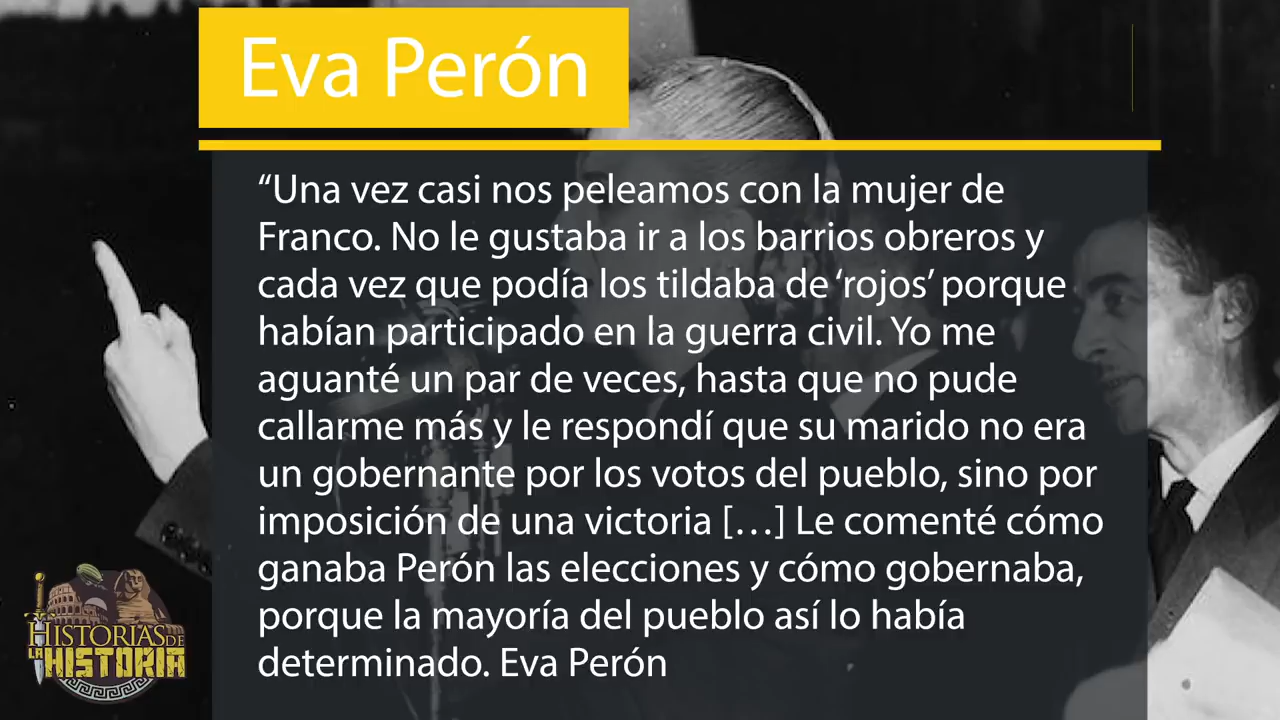 Eva Perón
“Una vez casi nos peleamos con la mujer de
Franco. No le gustaba ir a los barrios obreros y
cada vez que podía los tildaba de ‘rojos’ porque
habían participado en la guerra civil. Yo me
aguanté un par de veces, hasta que no pude
callarme más y le respondí que su marido no era
un gobernante por los votos del pueblo, sino por
imposición de una victoria [...] Le comenté cómo
ganaba Perón las elecciones y cómo gobernaba,
porque la mayoría del pueblo así lo había
determinado. Eva Perón
HISTORIAS DE
LA HISTORIA